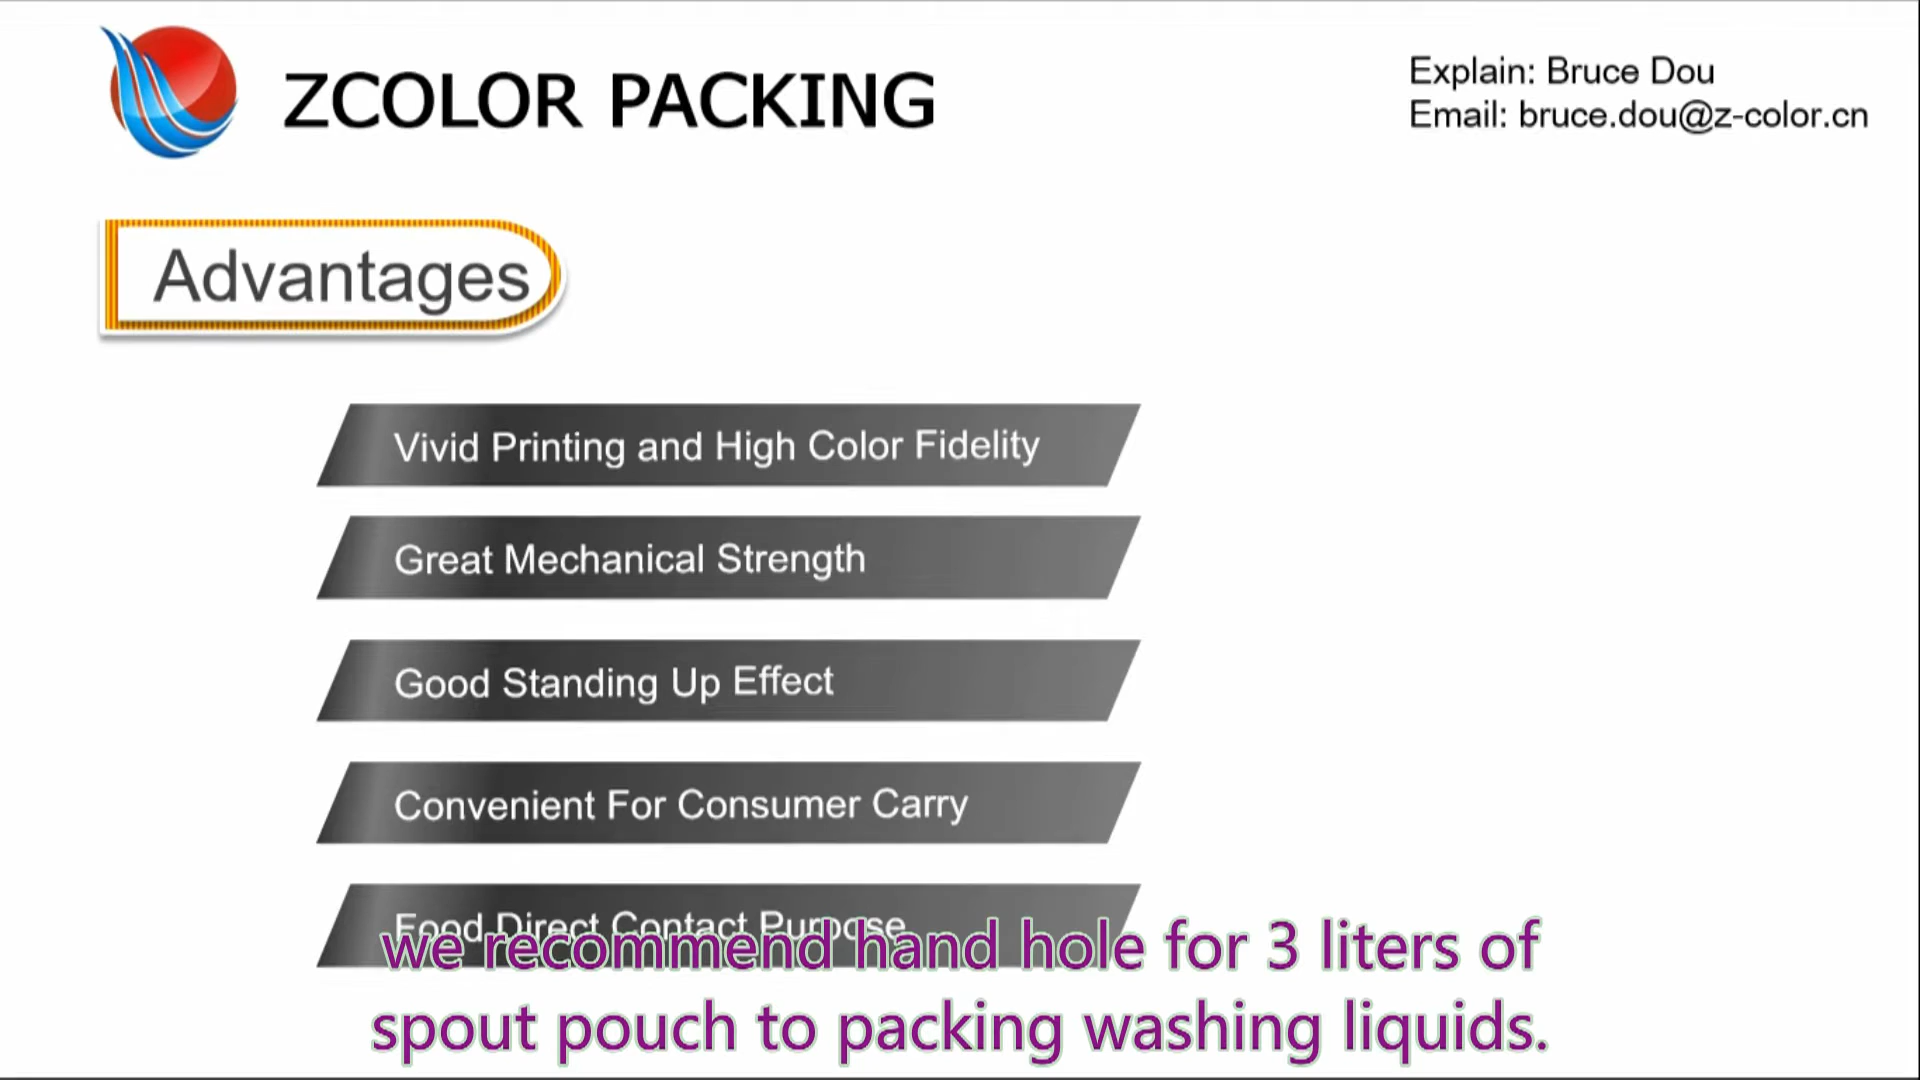 ZCOLOR PACKING
Explain: Bruce Dou
Email: bruce.dou@z-color.cn
Advantages
Vivid Printing and High Color Fidelity
Great Mechanical Strength
Good Standing Up Effect
Convenient For Consumer Carry
Food Direct Contact Purpose
we recommend hand hole for 3 liters of
spout pouch to packing washing liquids.